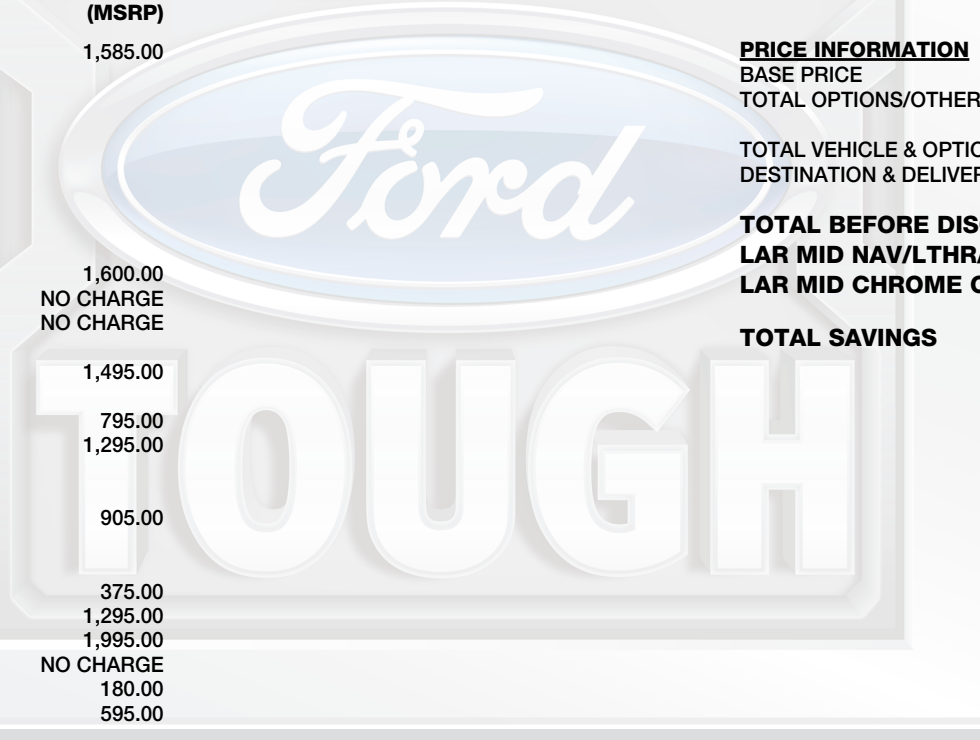 (MSRP)
1,585.00
1,600.00
NO CHARGE
NO CHARGE
1,495.00
795.00
1,295.00
905.00
375.00
1,295.00
1,995.00
NO CHARGE
180.00
595.00
PRICE INFORMATION
BASE PRICE
TOTAL OPTIONS/OTHER
TOTAL VEHICLE & OPTIO
DESTINATION & DELIVER
TOTAL BEFORE DIS
LAR MID NAV/LTHR/
LAR MID CHROME C
TOTAL SAVINGS
Ford
TOUGH